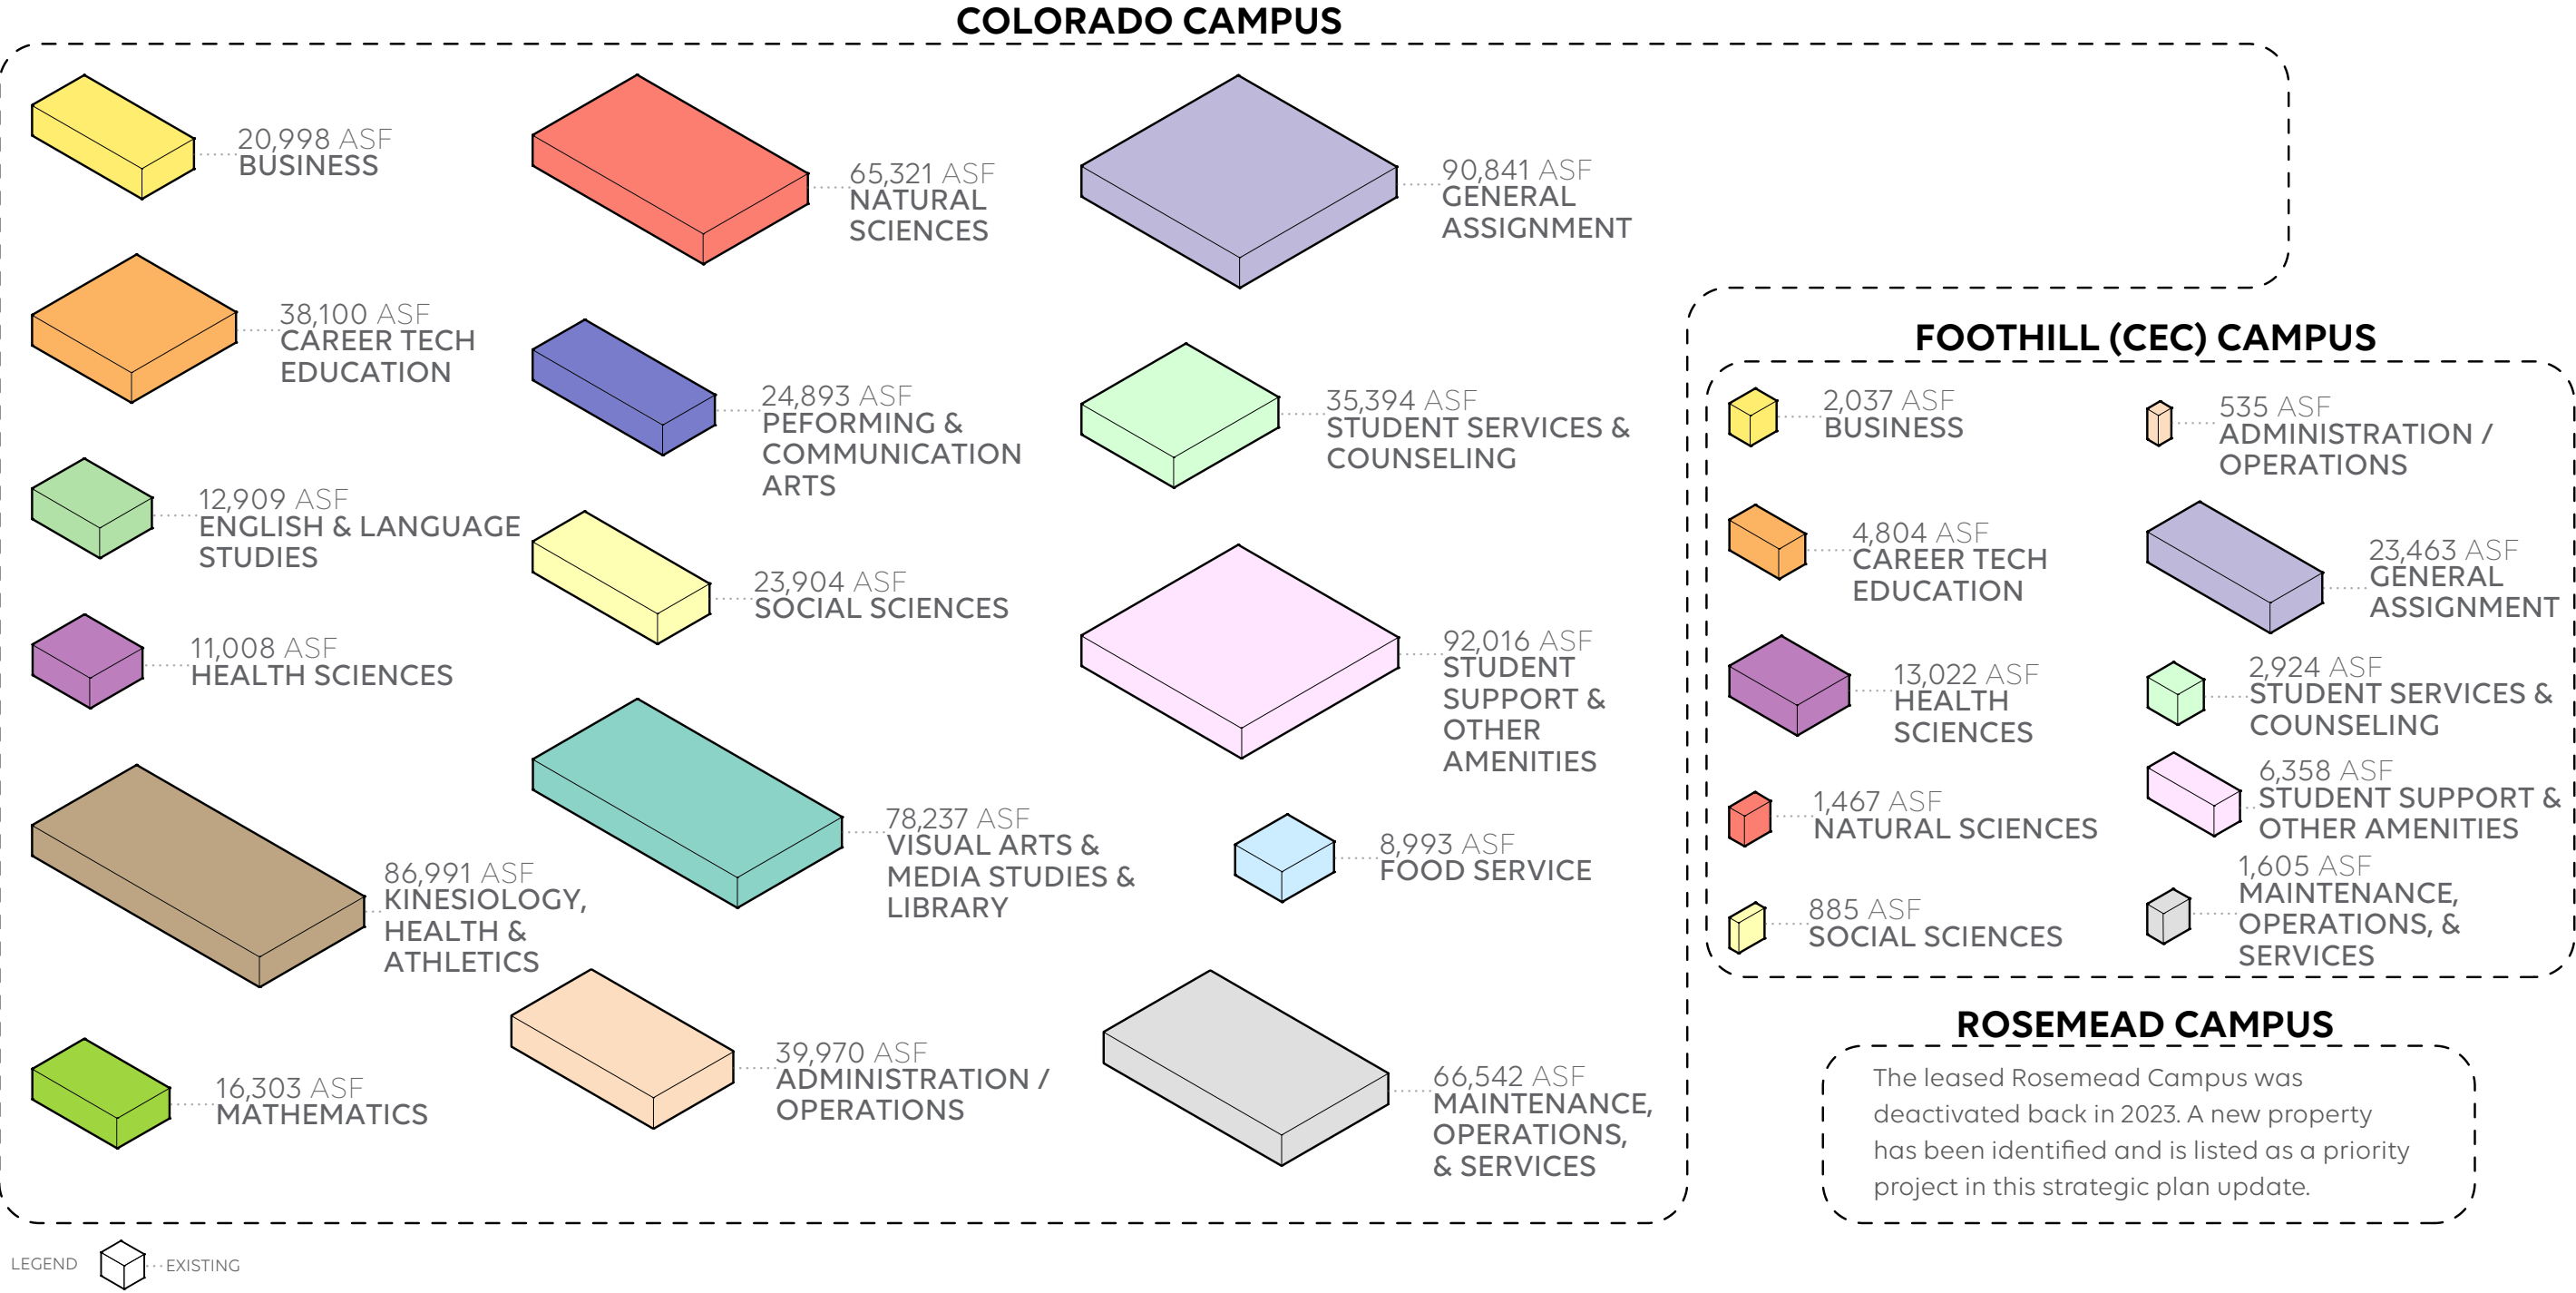 COLORADO CAMPUS
20,998 ASF
BUSINESS
38,100 ASF
CAREER TECH
EDUCATION
12,909 ASF
ENGLISH & LANGUAGE
STUDIES
11,008 ASF
HEALTH SCIENCES
86,991 ASF
KINESIOLOGY,
HEALTH &
ATHLETICS
16,303 ASF
MATHEMATICS
65,321 ASF
NATURAL
SCIENCES
24,893 ASF
PEFORMING &
COMMUNICATION
ARTS
23,904 ASF
SOCIAL SCIENCES
78,237 ASF
VISUAL ARTS &
MEDIA STUDIES &
LIBRARY
39,970 ASF
ADMINISTRATION /
OPERATIONS
90,841 ASF
GENERAL
ASSIGNMENT
35,394 ASF
STUDENT SERVICES &
COUNSELING
92,016 ASF
STUDENT
SUPPORT &
OTHER
AMENITIES
8,993 ASF
FOOD SERVICE
66,542 ASF
MAINTENANCE,
OPERATIONS,
& SERVICES
FOOTHILL (CEC) CAMPUS
2,037 ASF
BUSINESS
4,804 ASF
CAREER TECH
EDUCATION
13,022 ASF
HEALTH
SCIENCES
1,467 ASF
NATURAL SCIENCES
885 ASF
SOCIAL SCIENCES
535 ASF
ADMINISTRATION /
OPERATIONS
23,463 ASF
GENERAL
ASSIGNMENT
2,924 ASF
STUDENT SERVICES &
COUNSELING
6,358 ASF
STUDENT SUPPORT &
OTHER AMENITIES
1,605 ASF
MAINTENANCE,
OPERATIONS, &
SERVICES
ROSEMEAD CAMPUS
The leased Rosemead Campus was
deactivated back in 2023. A new property
has been identified and is listed as a priority
project in this strategic plan update.
LEGEND
EXISTING